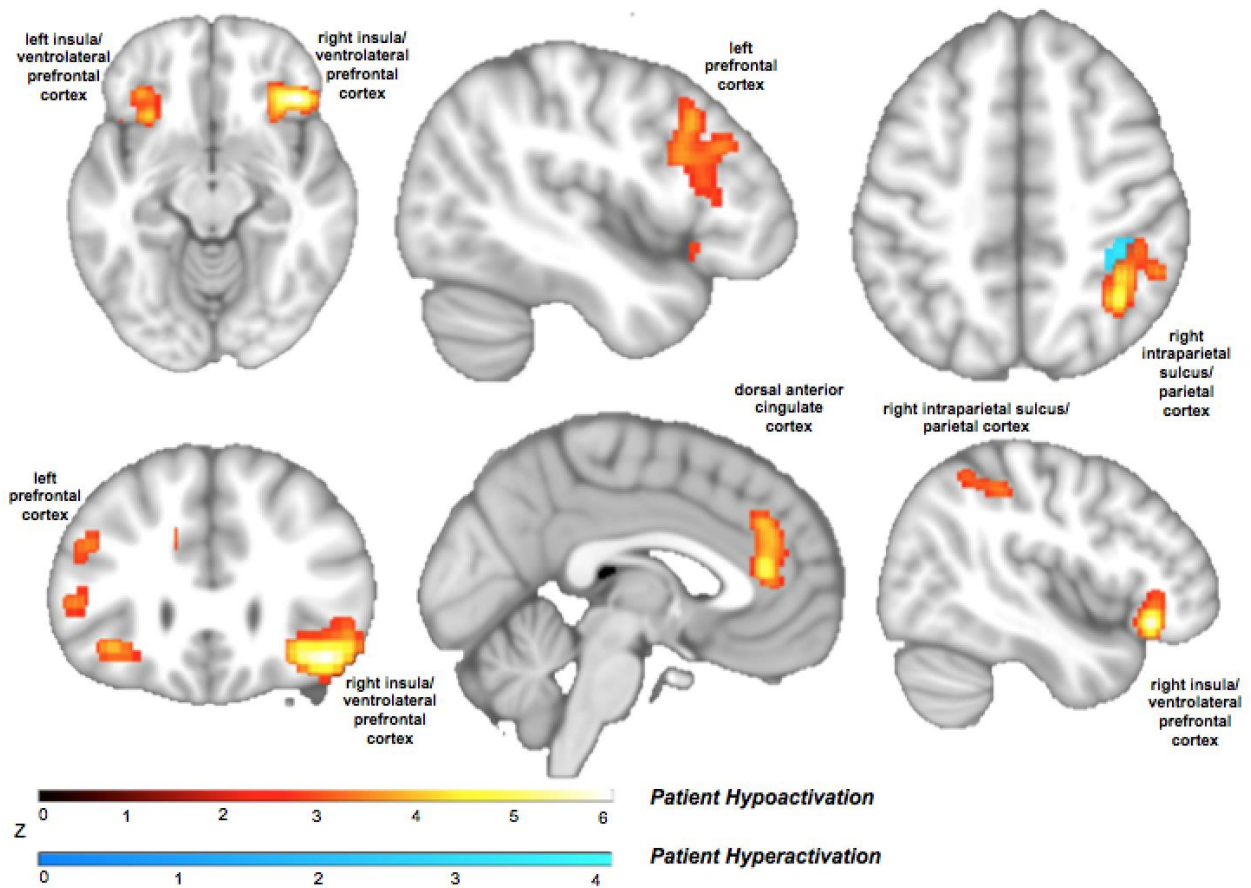 left insula/
ventrolateral
prefrontal
cortex
right insula/
ventrolateral
prefrontal
cortex
left
prefrontal
cortex
right
intraparietal
sulcus/
parietal
cortex
left
prefrontal
cortex
right insula/
ventrolateral
prefrontal
cortex
dorsal anterior
cingulate
cortex
right intraparietal sulcus/
parietal cortex
right insula/
ventrolateral
prefrontal
cortex
Patient Hypoactivation
0 1 2 3 4 5 6
Z
Patient Hyperactivation
0 1 2 3 4